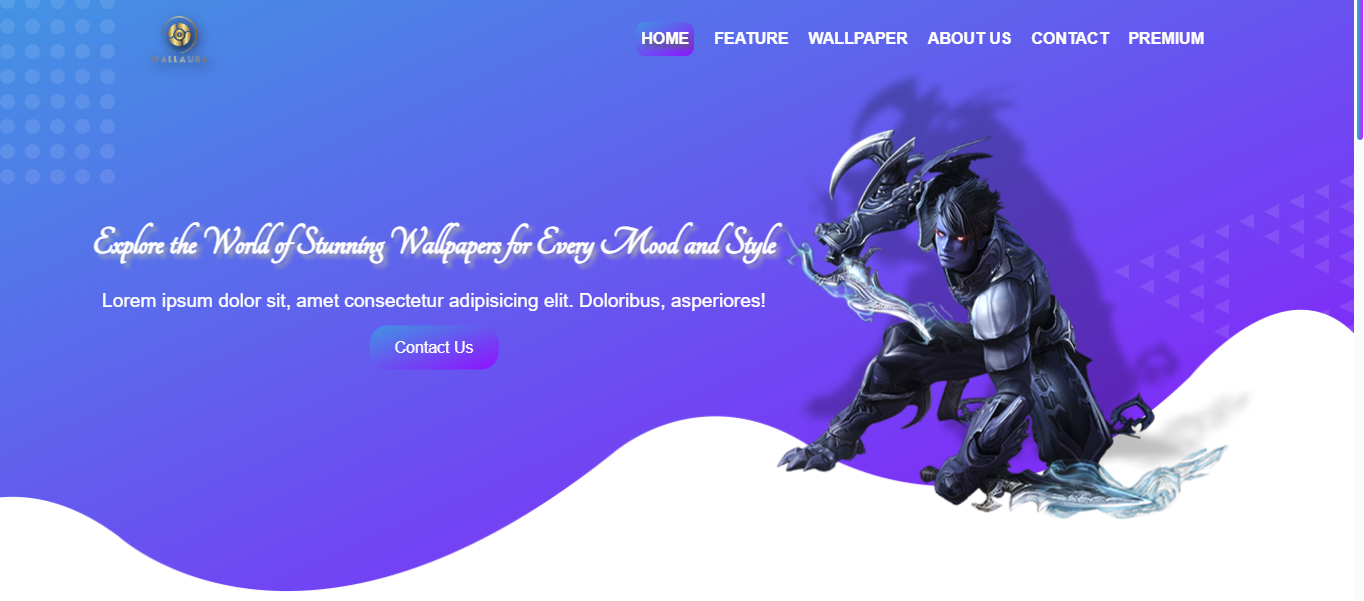 WALLAURA
HOME FEATURE WALLPAPER ABOUT US CONTACT PREMIUM
Explore the World of Stunning Wallpapers for Every Mood and Style
Lorem ipsum dolor sit, amet consectetur adipisicing elit. Doloribus, asperiores!
Contact Us